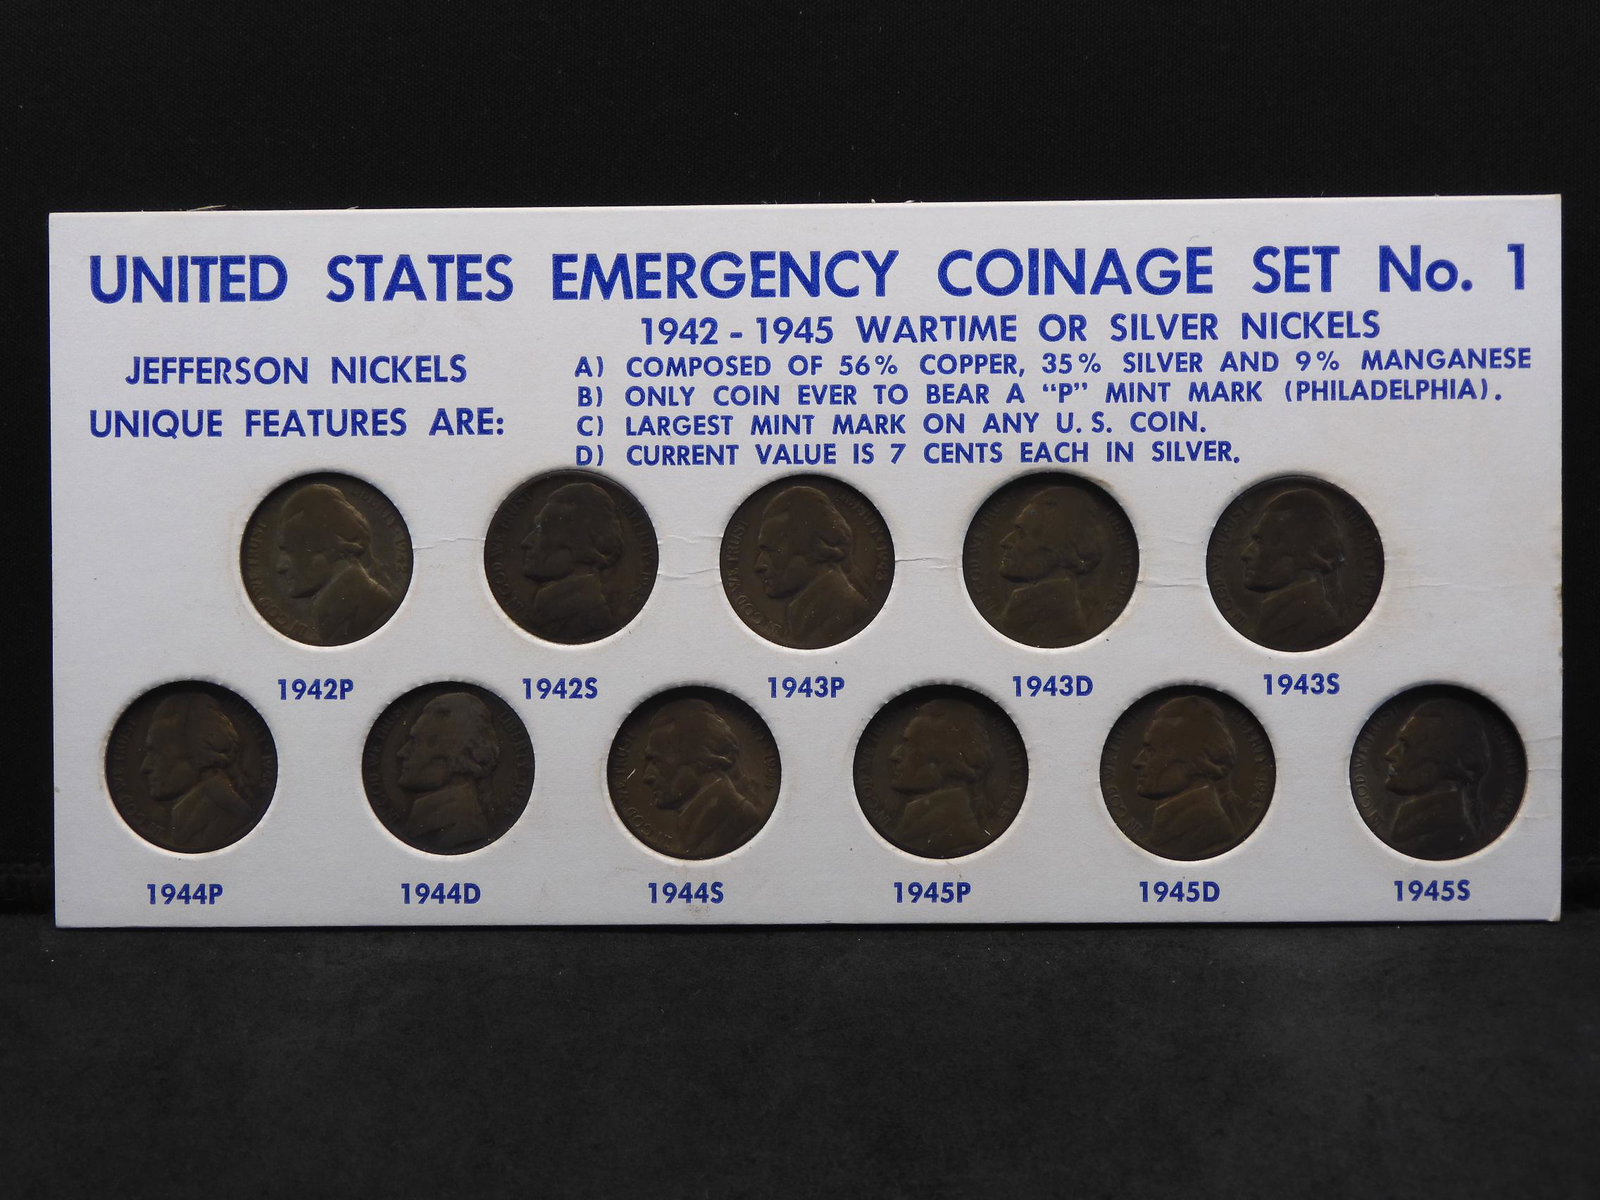 UNITED STATES EMERGENCY COINAGE SET No. 1
1942 - 1945 WARTIME OR SILVER NICKELS
JEFFERSON NICKELS
UNIQUE FEATURES ARE:
A) COMPOSED OF 56% COPPER, 35% SILVER AND 9% MANGANESE
B) ONLY COIN EVER TO BEAR A “P” MINT MARK (PHILADELPHIA).
C) LARGEST MINT MARK ON ANY U. S. COIN.
D) CURRENT VALUE IS 7 CENTS EACH IN SILVER.
1942P 1942S 1943P 1943D 1943S
1944P 1944D 1944S 1945P 1945D 1945S